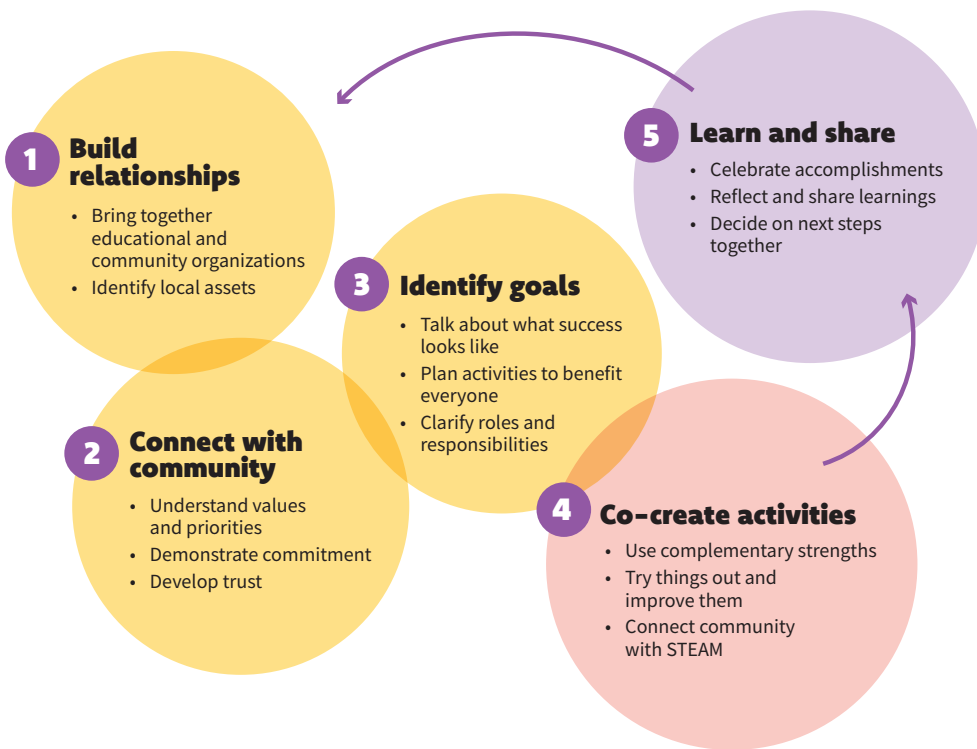 1
Build
relationships
• Bring together
educational and
community organizations
• Identify local assets
2
Connect with
community
• Understand values
and priorities
• Demonstrate commitment
• Develop trust
3
Identify goals
• Talk about what success
looks like
• Plan activities to benefit
everyone
• Clarify roles and
responsibilities
4
Co-create activities
• Use complementary strengths
• Try things out and
improve them
• Connect community
with STEAM
5
Learn and share
• Celebrate accomplishments
• Reflect and share learnings
• Decide on next steps
together